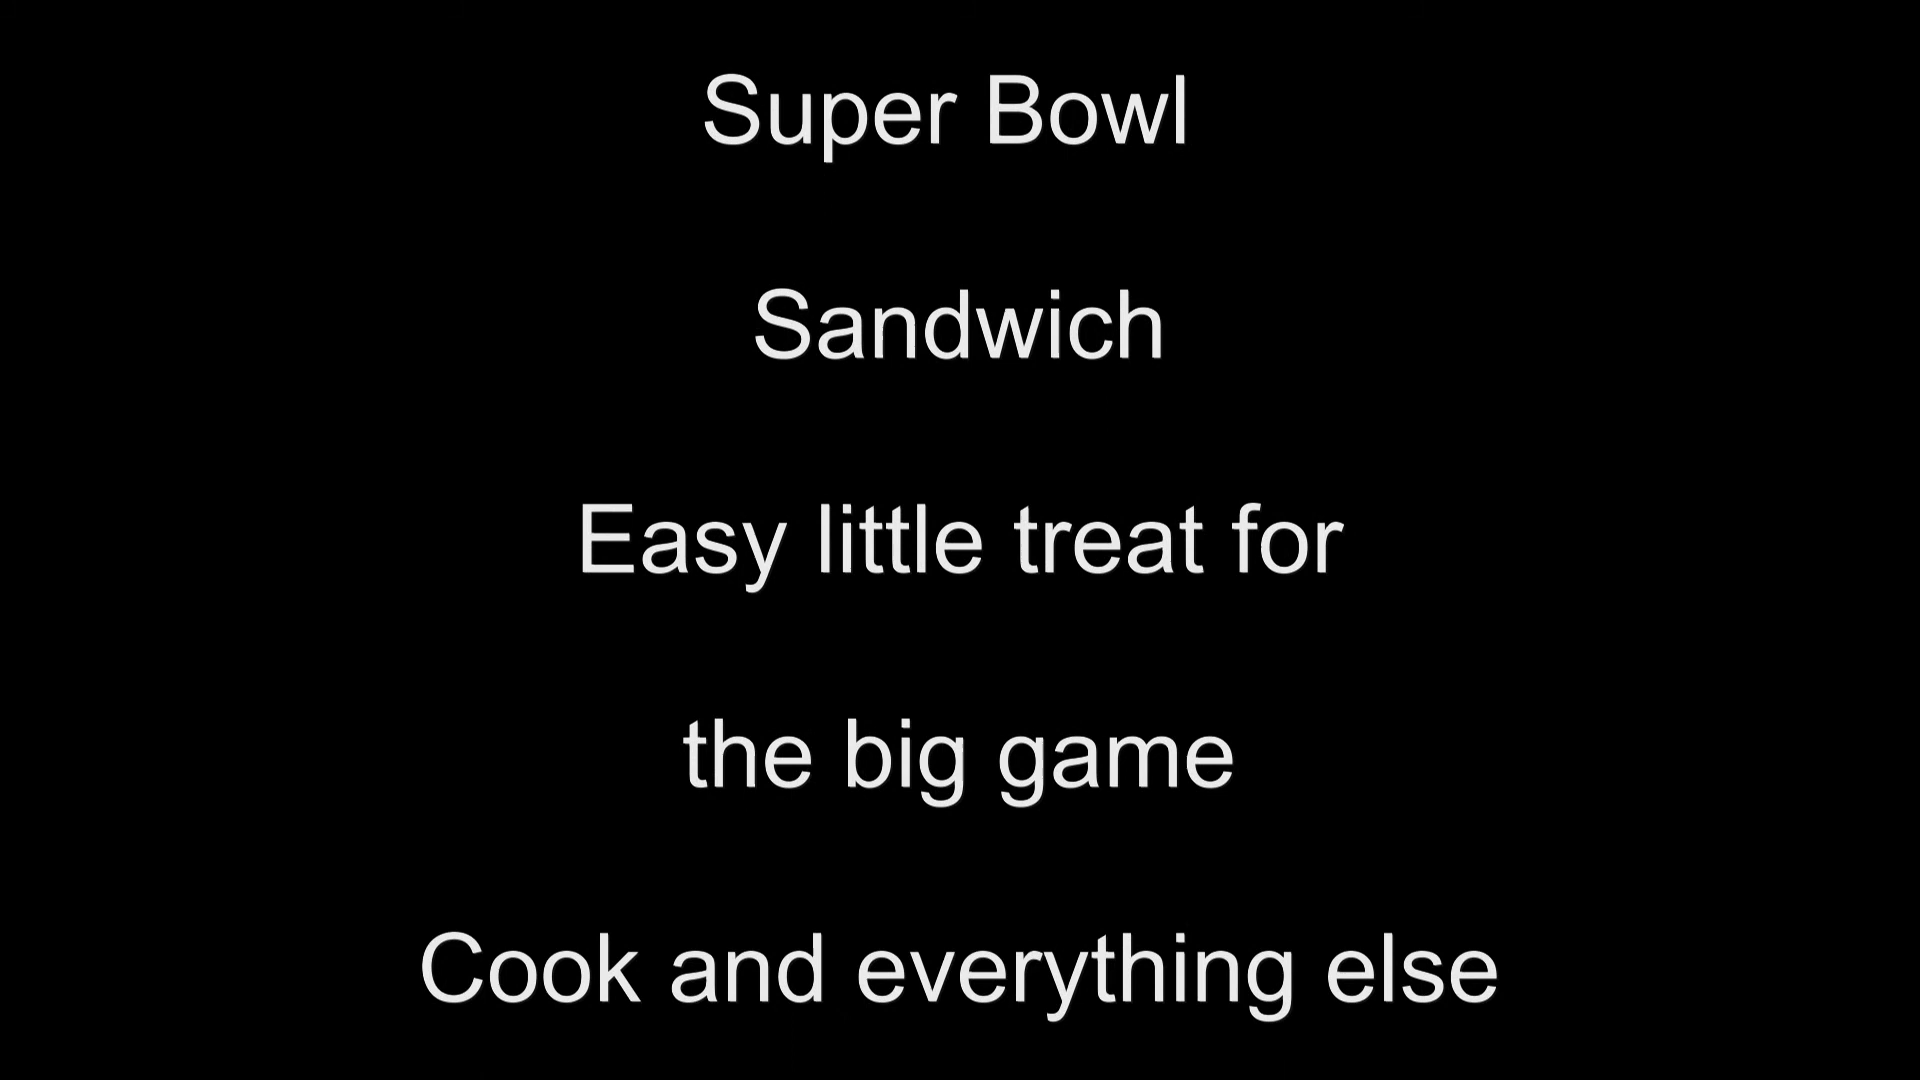 Super Bowl
Sandwich
Easy little treat for
the big game
Cook and everything else